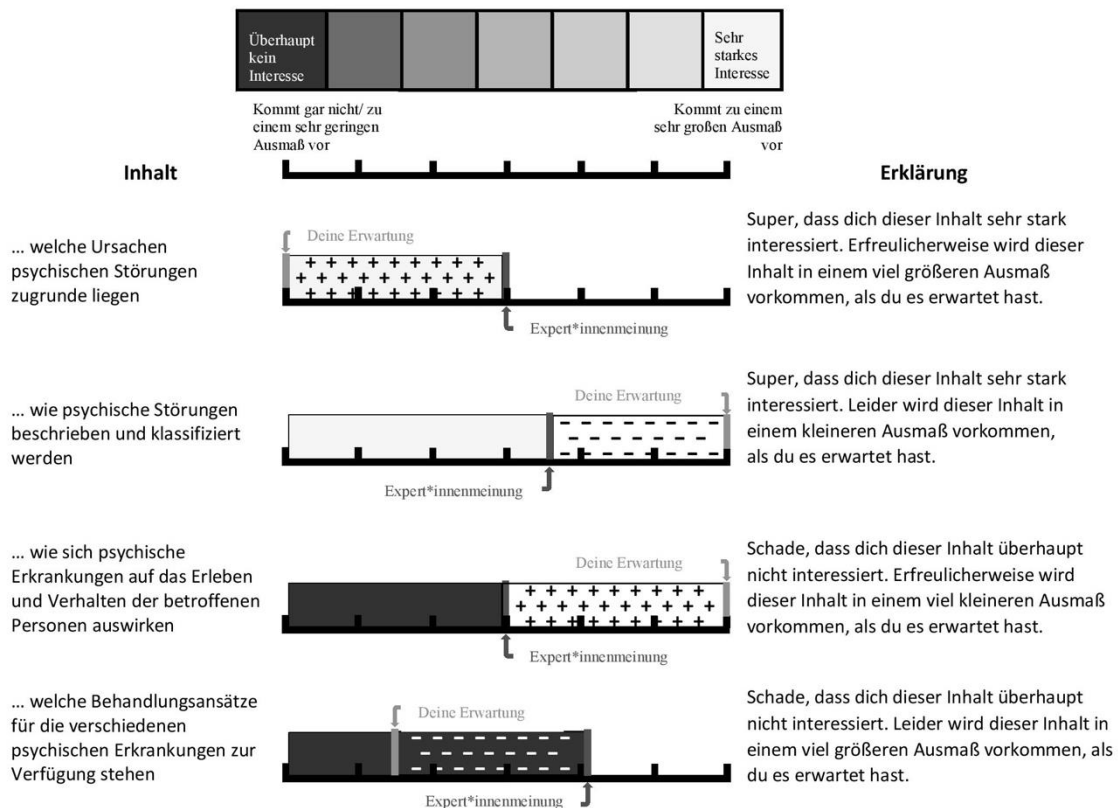 Überhaupt
kein
Interesse
Sehr
starkes
Interesse
Kommt gar nicht/ zu
einem sehr geringen
Ausmaß vor
Kommt zu einem
sehr großen Ausmaß
vor
Inhalt
Erklärung
... welche Ursachen
psychischen Störungen
zugrunde liegen
Deine Erwartung
Expert*innenmeinung
Super, dass dich dieser Inhalt sehr stark
interessiert. Erfreulicherweise wird dieser
Inhalt in einem viel größeren Ausmaß
vorkommen, als du es erwartet hast.
... wie psychische Störungen
beschrieben und klassifiziert
werden
Deine Erwartung
Expert*innenmeinung
Super, dass dich dieser Inhalt sehr stark
interessiert. Leider wird dieser Inhalt in
einem kleineren Ausmaß vorkommen,
als du es erwartet hast.
... wie sich psychische
Erkrankungen auf das Erleben
und Verhalten der betroffenen
Personen auswirken
Deine Erwartung
Expert*innenmeinung
Schade, dass dich dieser Inhalt überhaupt
nicht interessiert. Erfreulicherweise wird
dieser Inhalt in einem viel kleineren Ausmaß
vorkommen, als du es erwartet hast.
... welche Behandlungsansätze
für die verschiedenen
psychischen Erkrankungen zur
Verfügung stehen
Deine Erwartung
Expert*innenmeinung
Schade, dass dich dieser Inhalt überhaupt
nicht interessiert. Leider wird dieser Inhalt in
einem viel größeren Ausmaß vorkommen, als
du es erwartet hast.